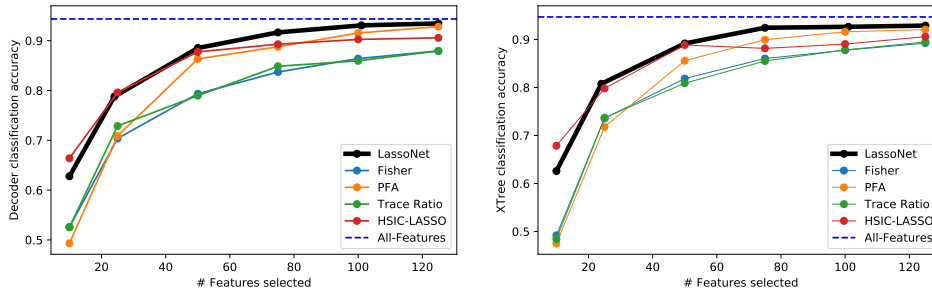 Decoder classification accuracy
0.9
0.8
0.7
0.6
0.5
20
40
60
80
100
120
# Features selected
LassoNet
Fisher
PFA
Trace Ratio
HSIC-LASSO
All-Features
XTree classification accuracy
0.9
0.8
0.7
0.6
0.5
20
40
60
80
100
120
# Features selected
LassoNet
Fisher
PFA
Trace Ratio
HSIC-LASSO
All-Features